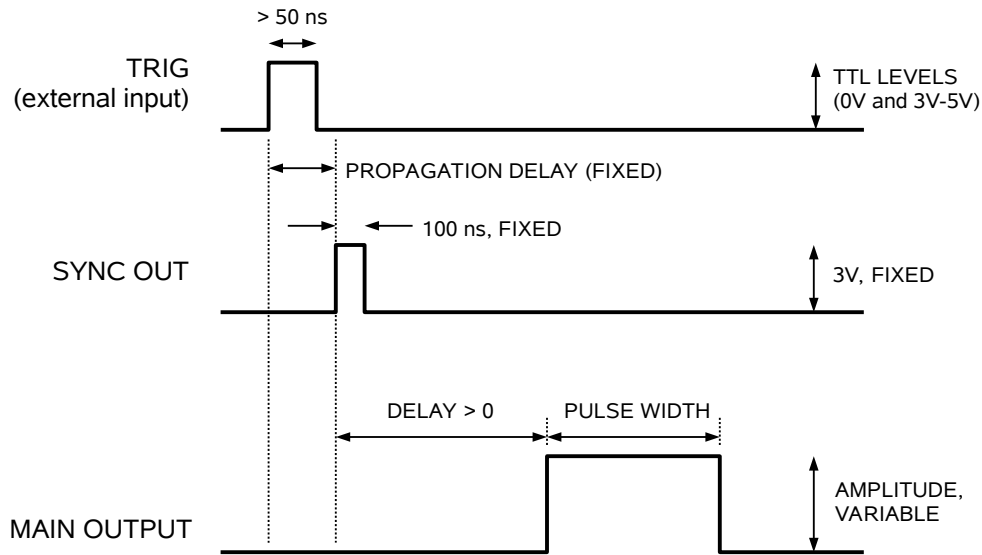 > 50 ns
TRIG
(external input)
TTL LEVELS
(0V and 3V-5V)
PROPAGATION DELAY (FIXED)
100 ns, FIXED
SYNC OUT
3V, FIXED
DELAY > 0
PULSE WIDTH
AMPLITUDE,
VARIABLE
MAIN OUTPUT